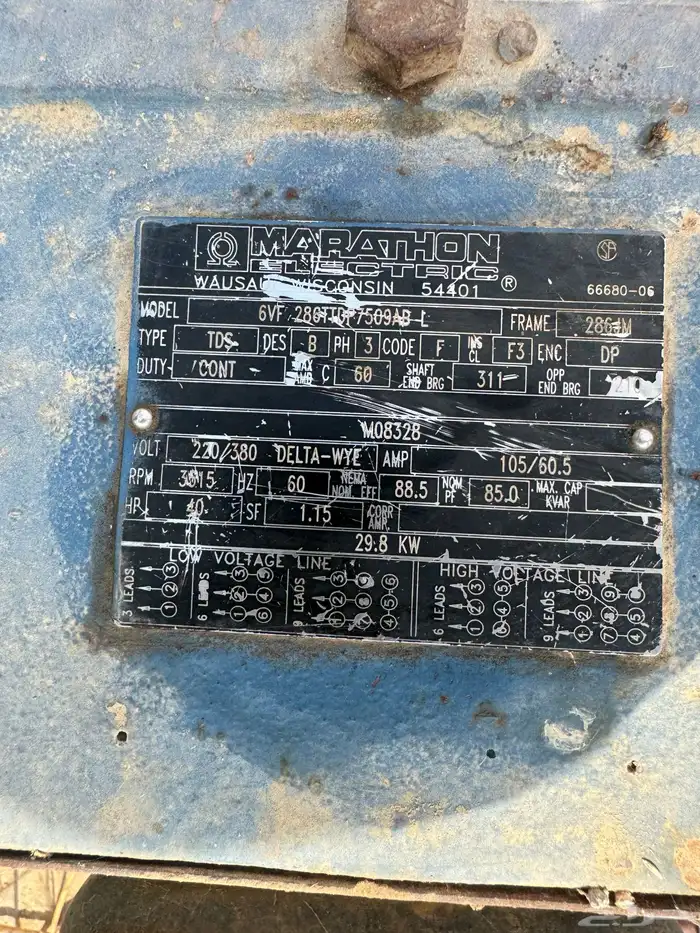 MARATHON
ELECTRIC ®
WAUSAU WISCONSIN 54401 66680-06
MODEL 6VF FRAME
TYPE TDS DES B PH 3 CODE F INS CL F3 ENC DP
DUTY CONT MAX AMB C 60 SHAFT END BRG 311 OPP END BRG 210
M08328
VOLT 220/380 DELTA-WYE AMP 105/60.5
RPM 3515 HZ 60 NEMA NOM EFF 88.5 NOM PF 85.0 MAX. CAP KVAR
HP 40 SF 1.15 CORR AMP.
29.8 KW
LOW VOLTAGE LINE HIGH VOLTAGE LINE
3 LEADS 6 LEADS 9 LEADS 6 LEADS 9 LEADS